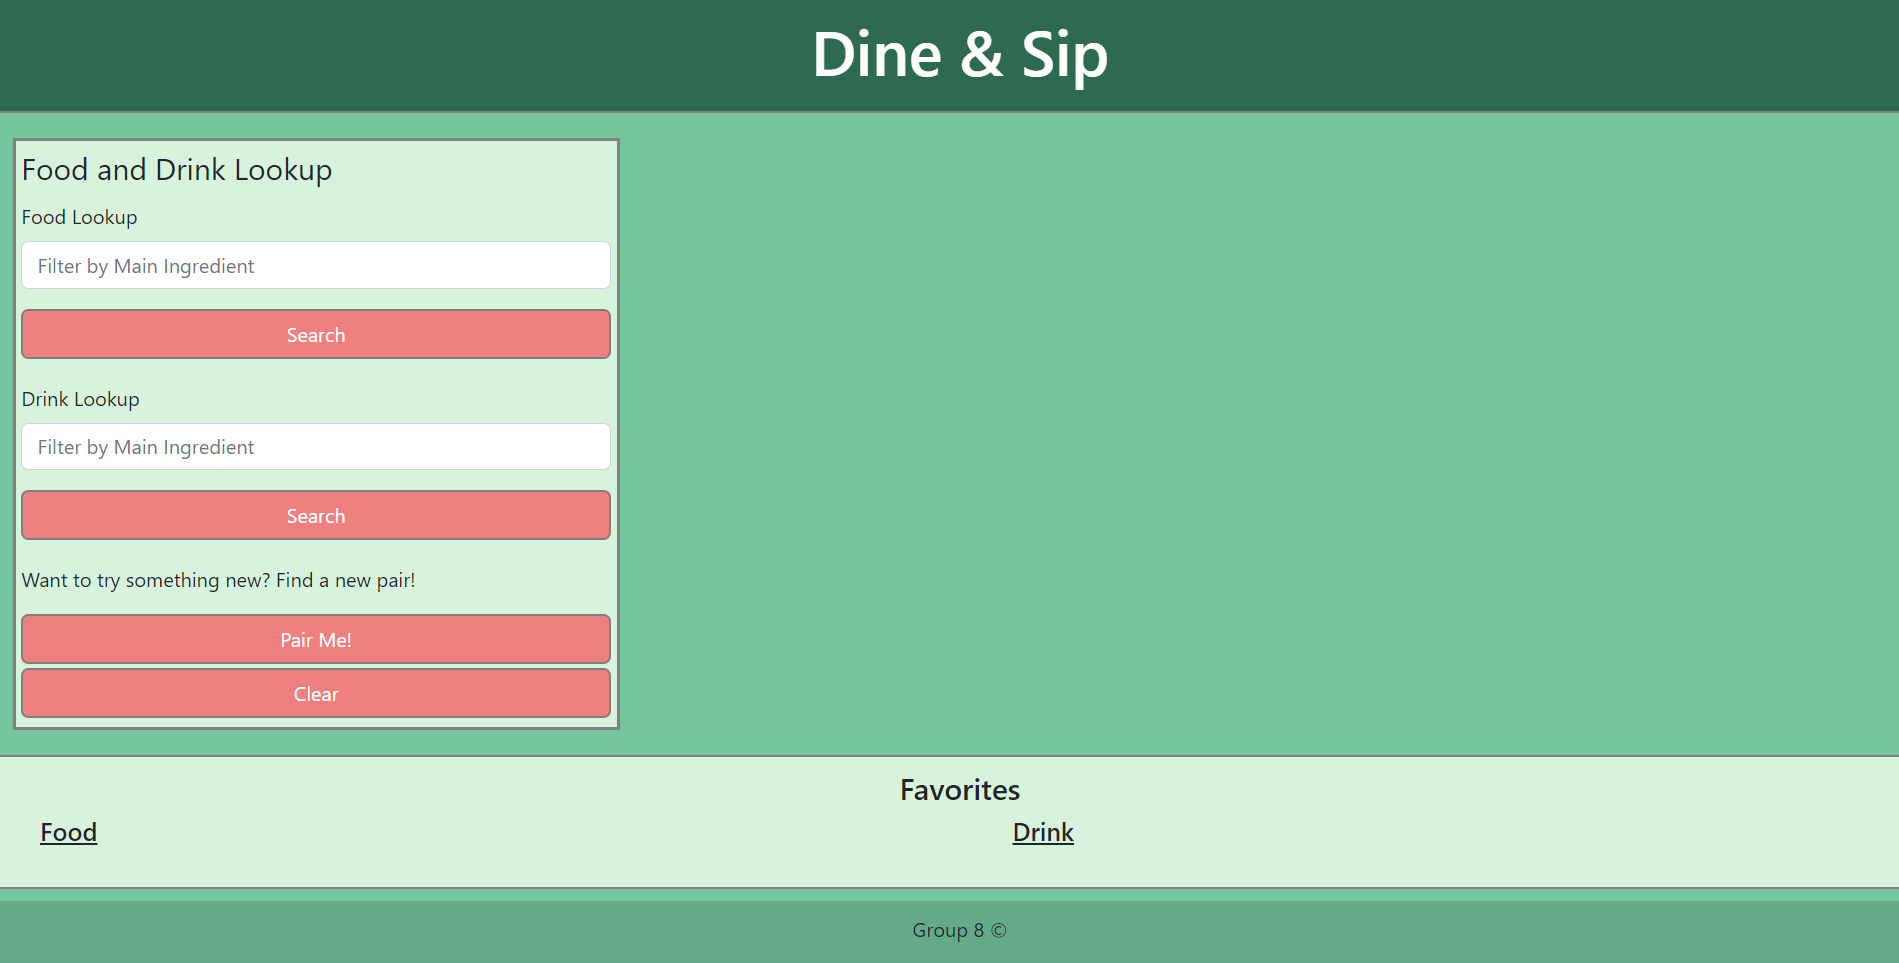 Dine & Sip
Food and Drink Lookup
Food Lookup
Filter by Main Ingredient
Search
Drink Lookup
Filter by Main Ingredient
Search
Want to try something new? Find a new pair!
Pair Me!
Clear
Favorites
Food
Drink
Group 8 ©